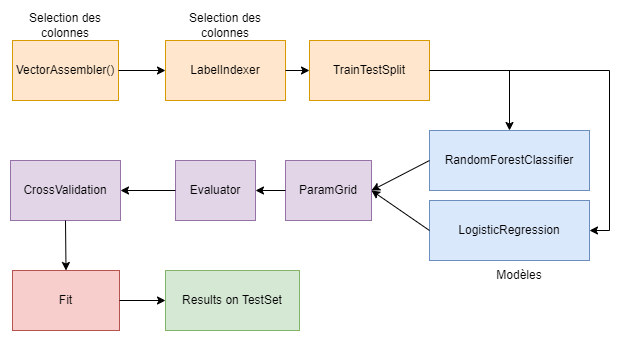 Selection des
colonnes
Selection des
colonnes
VectorAssembler()
LabelIndexer
TrainTestSplit
RandomForestClassifier
CrossValidation
Evaluator
ParamGrid
LogisticRegression
Modèles
Fit
Results on TestSet